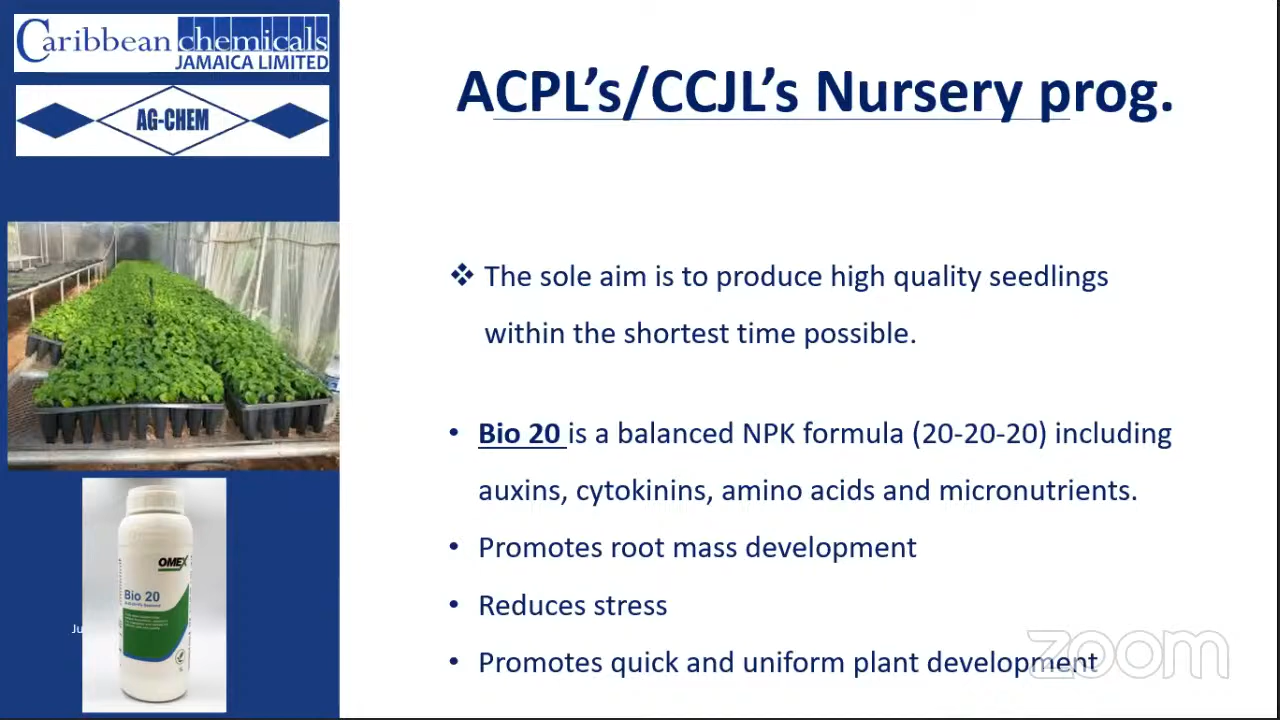 Caribbean chemicals
JAMAICA LIMITED
AG-CHEM
ACPL's/CCJL's Nursery prog.
❖ The sole aim is to produce high quality seedlings
within the shortest time possible.
• Bio 20 is a balanced NPK formula (20-20-20) including
auxins, cytokinins, amino acids and micronutrients.
• Promotes root mass development
• Reduces stress
• Promotes quick and uniform plant development
OMEX
Bio 20
Ju
zoom